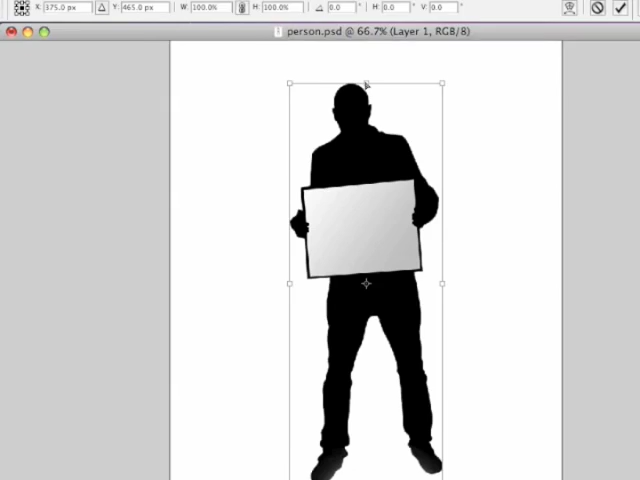 X: 375.0 px Y: 465.0 px W: 100.0% H: 100.0% 0.0 ° H: 0.0 ° V: 0.0 °
person.psd @ 66.7% (Layer 1, RGB/8)